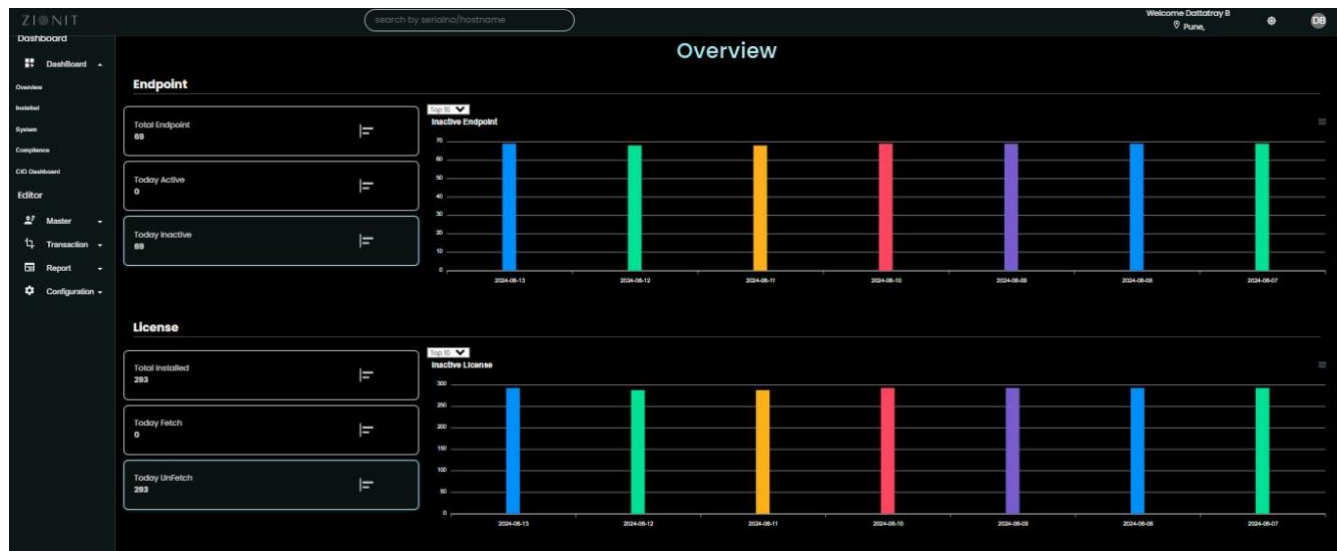 ZIONIT
search by serialno/hostname
Welcome Dattatray B
Pune,
DB
Dashboard
DashBoard
Overview
Installed
System
Compliance
CIO Dashboard
Editor
Master
Transaction
Report
Configuration
Overview
Endpoint
Total Endpoint
69
Today Active
0
Today Inactive
69
Top 10
Inactive Endpoint
70
60
50
40
30
20
10
0
2024-06-13
2024-06-12
2024-06-11
2024-06-10
2024-06-09
2024-06-08
2024-06-07
License
Total Installed
293
Today Fetch
0
Today UnFetch
293
Top 10
Inactive License
300
250
200
150
100
50
0
2024-06-13
2024-06-12
2024-06-11
2024-06-10
2024-06-09
2024-06-08
2024-06-07